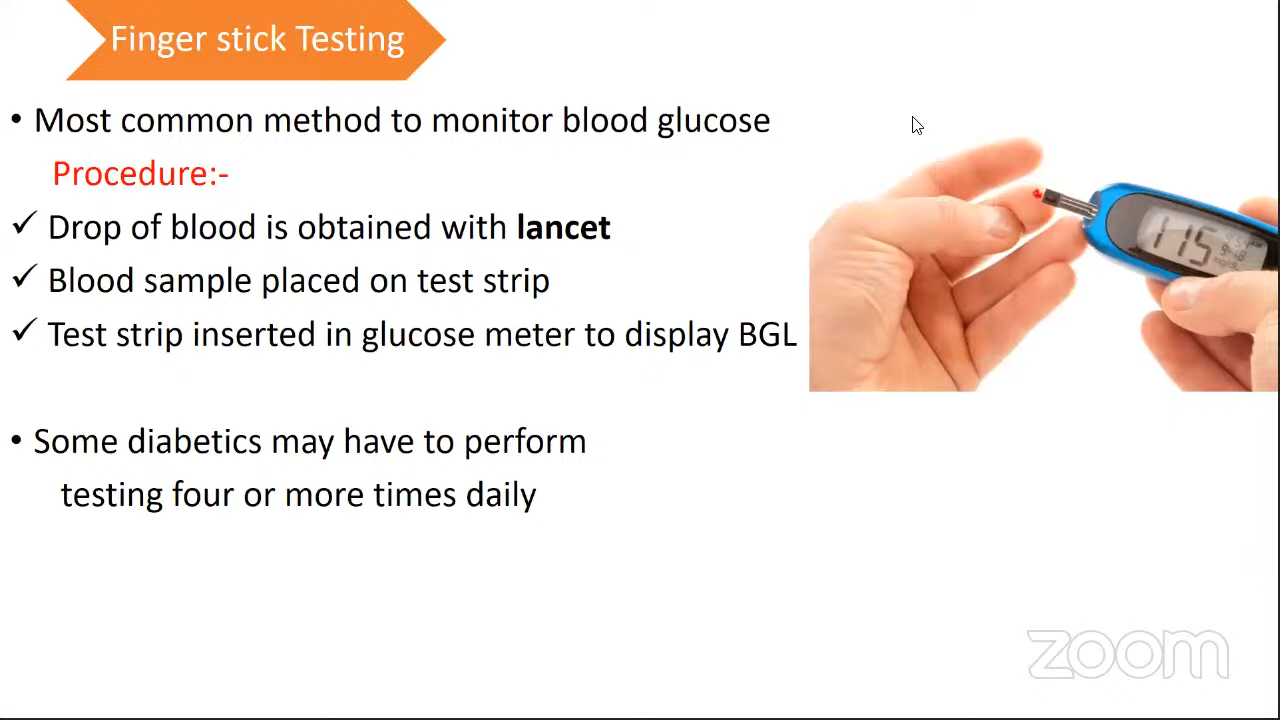 Finger stick Testing
• Most common method to monitor blood glucose
Procedure:-
✓ Drop of blood is obtained with lancet
✓ Blood sample placed on test strip
✓ Test strip inserted in glucose meter to display BGL
115
• Some diabetics may have to perform
testing four or more times daily
zoom